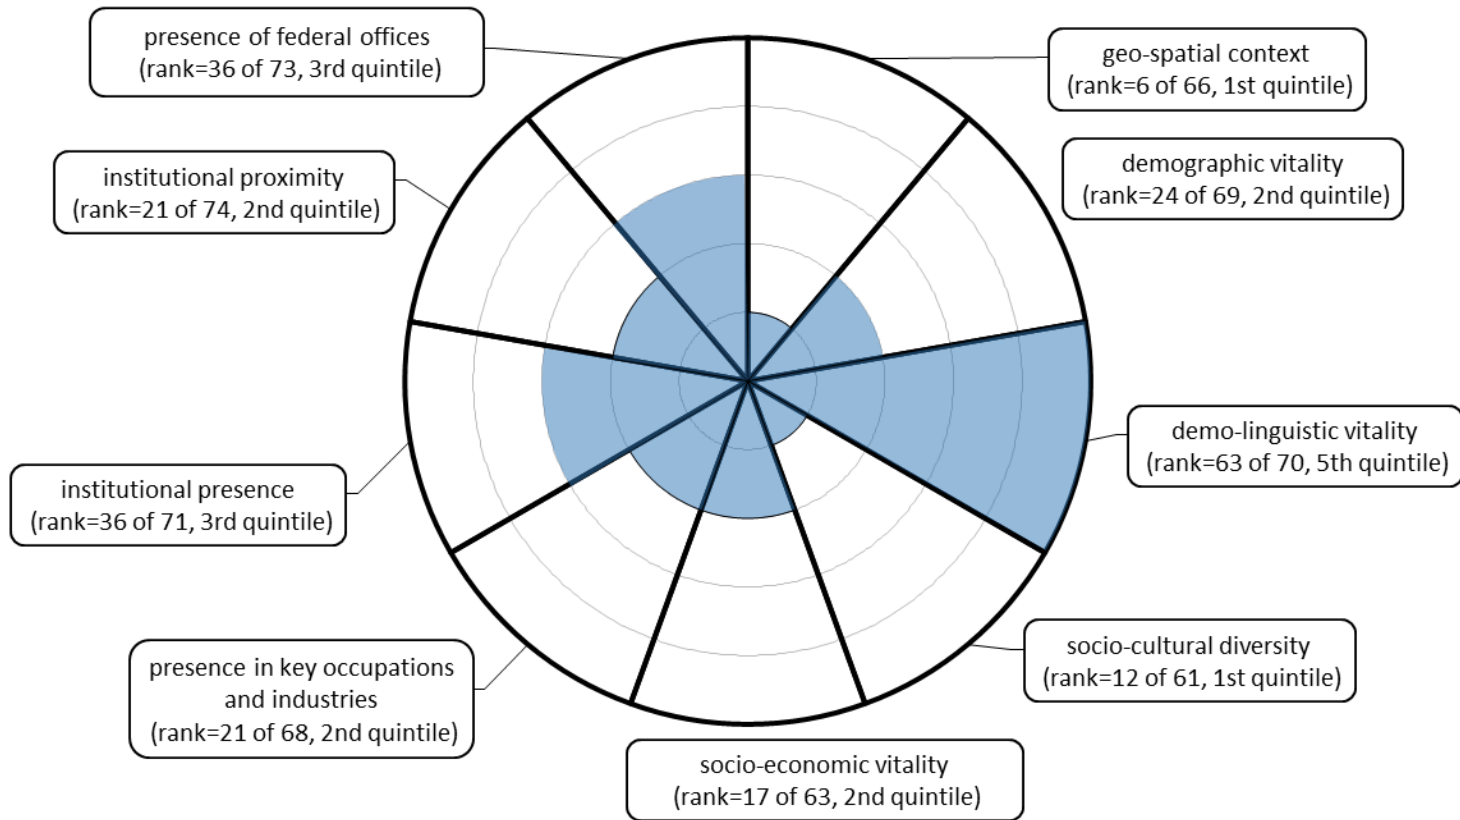 presence of federal offices
(rank=36 of 73, 3rd quintile)
geo-spatial context
(rank=6 of 66, 1st quintile)
institutional proximity
(rank=21 of 74, 2nd quintile)
demographic vitality
(rank=24 of 69, 2nd quintile)
demo-linguistic vitality
(rank=63 of 70, 5th quintile)
institutional presence
(rank=36 of 71, 3rd quintile)
socio-cultural diversity
(rank=12 of 61, 1st quintile)
presence in key occupations
and industries
(rank=21 of 68, 2nd quintile)
socio-economic vitality
(rank=17 of 63, 2nd quintile)